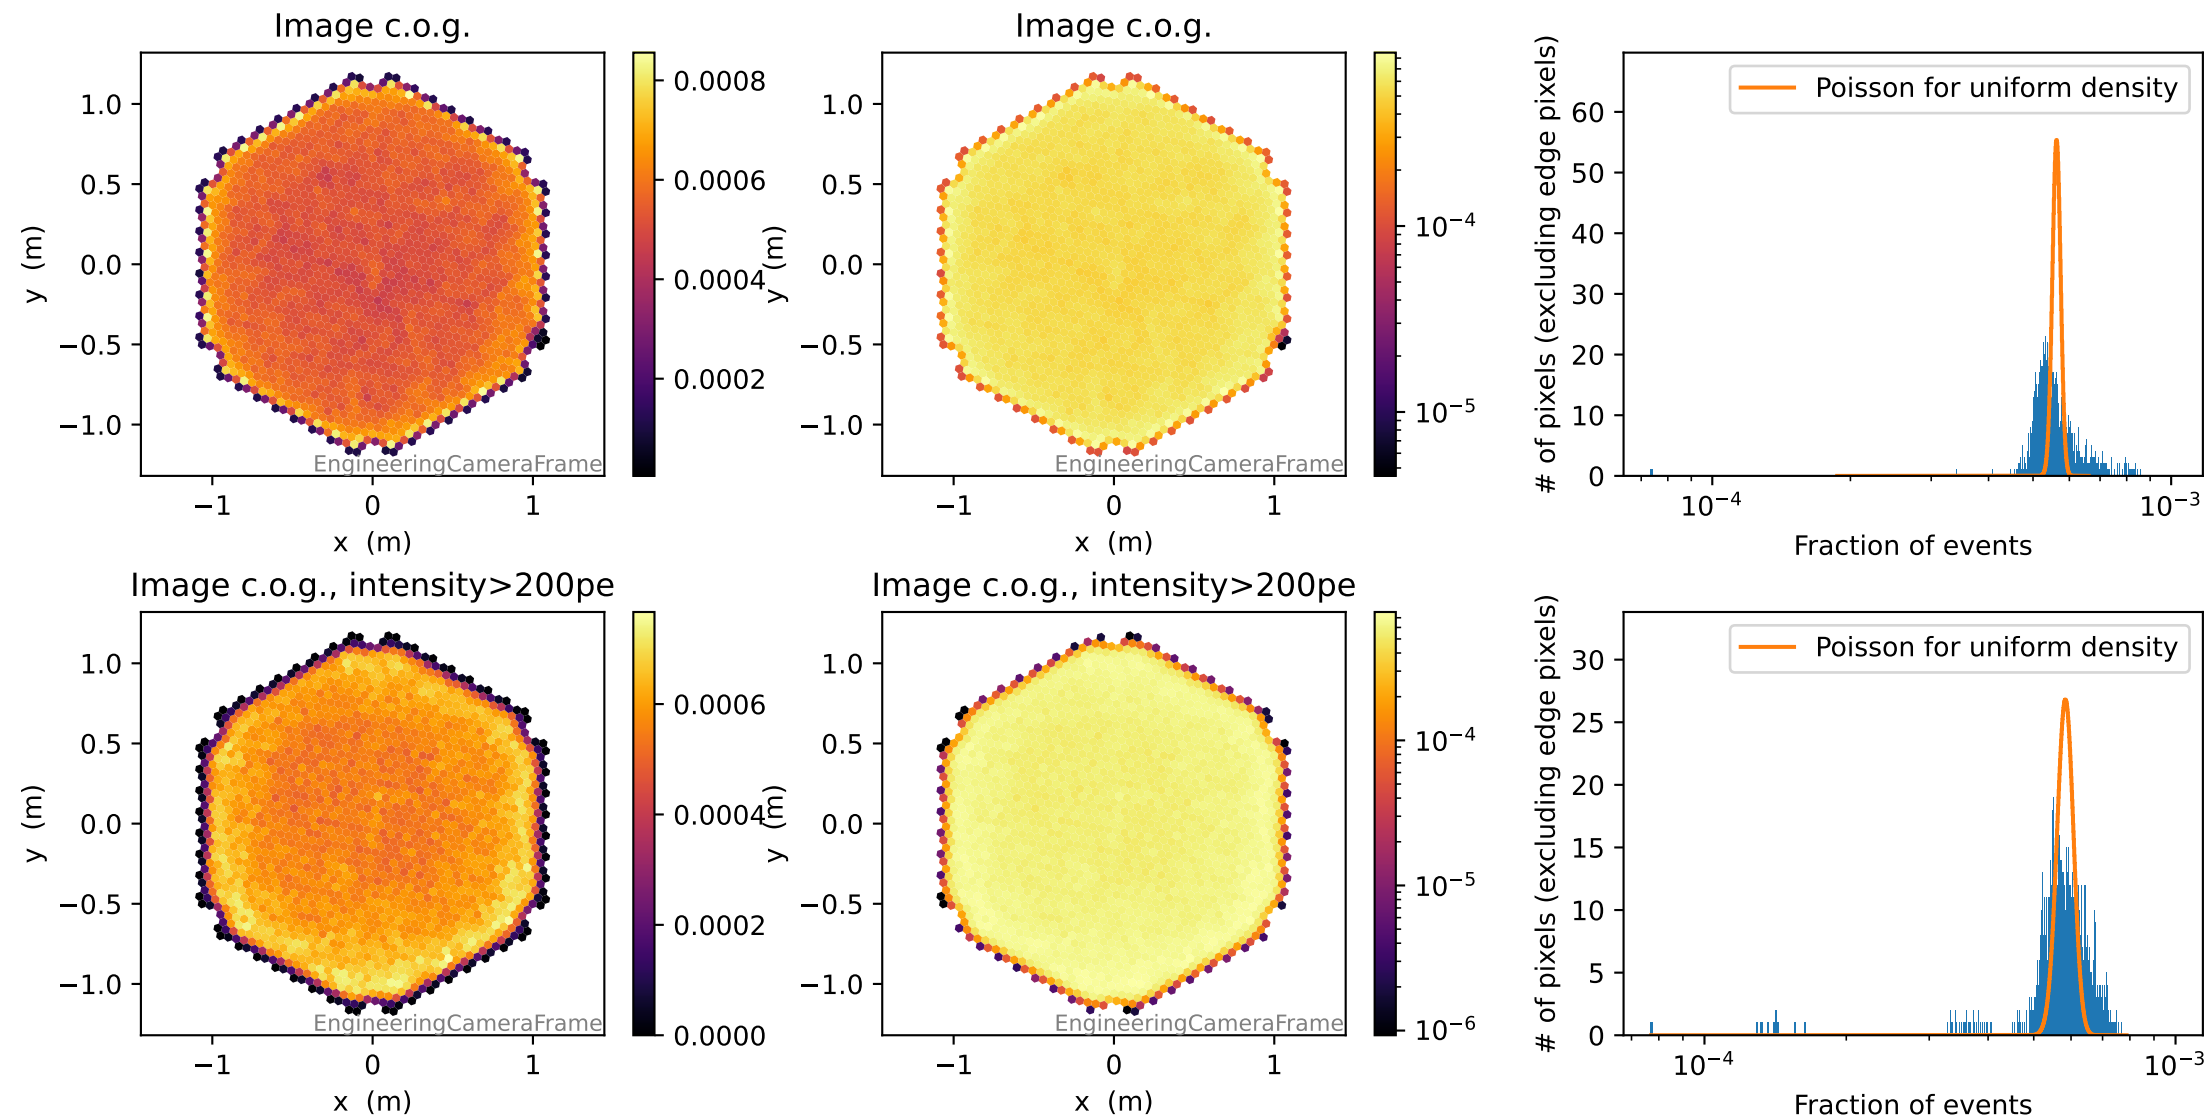 Image c.o.g.
1.0
0.5
0.0
−0.5
−1.0
y (m)
−1
0
1
x (m)
EngineeringCameraFrame
0.0008
0.0006
0.0004
0.0002
Image c.o.g.
1.0
0.5
0.0
−0.5
−1.0
y (m)
−1
0
1
x (m)
EngineeringCameraFrame
10⁻⁴
10⁻⁵
# of pixels (excluding edge pixels)
60
50
40
30
20
10
0
Poisson for uniform density
10⁻⁴
10⁻³
Fraction of events
Image c.o.g., intensity>200pe
1.0
0.5
0.0
−0.5
−1.0
y (m)
−1
0
1
x (m)
EngineeringCameraFrame
0.0006
0.0004
0.0002
0.0000
Image c.o.g., intensity>200pe
1.0
0.5
0.0
−0.5
−1.0
y (m)
−1
0
1
x (m)
EngineeringCameraFrame
10⁻⁴
10⁻⁵
10⁻⁶
# of pixels (excluding edge pixels)
30
25
20
15
10
5
0
Poisson for uniform density
10⁻⁴
10⁻³
Fraction of events